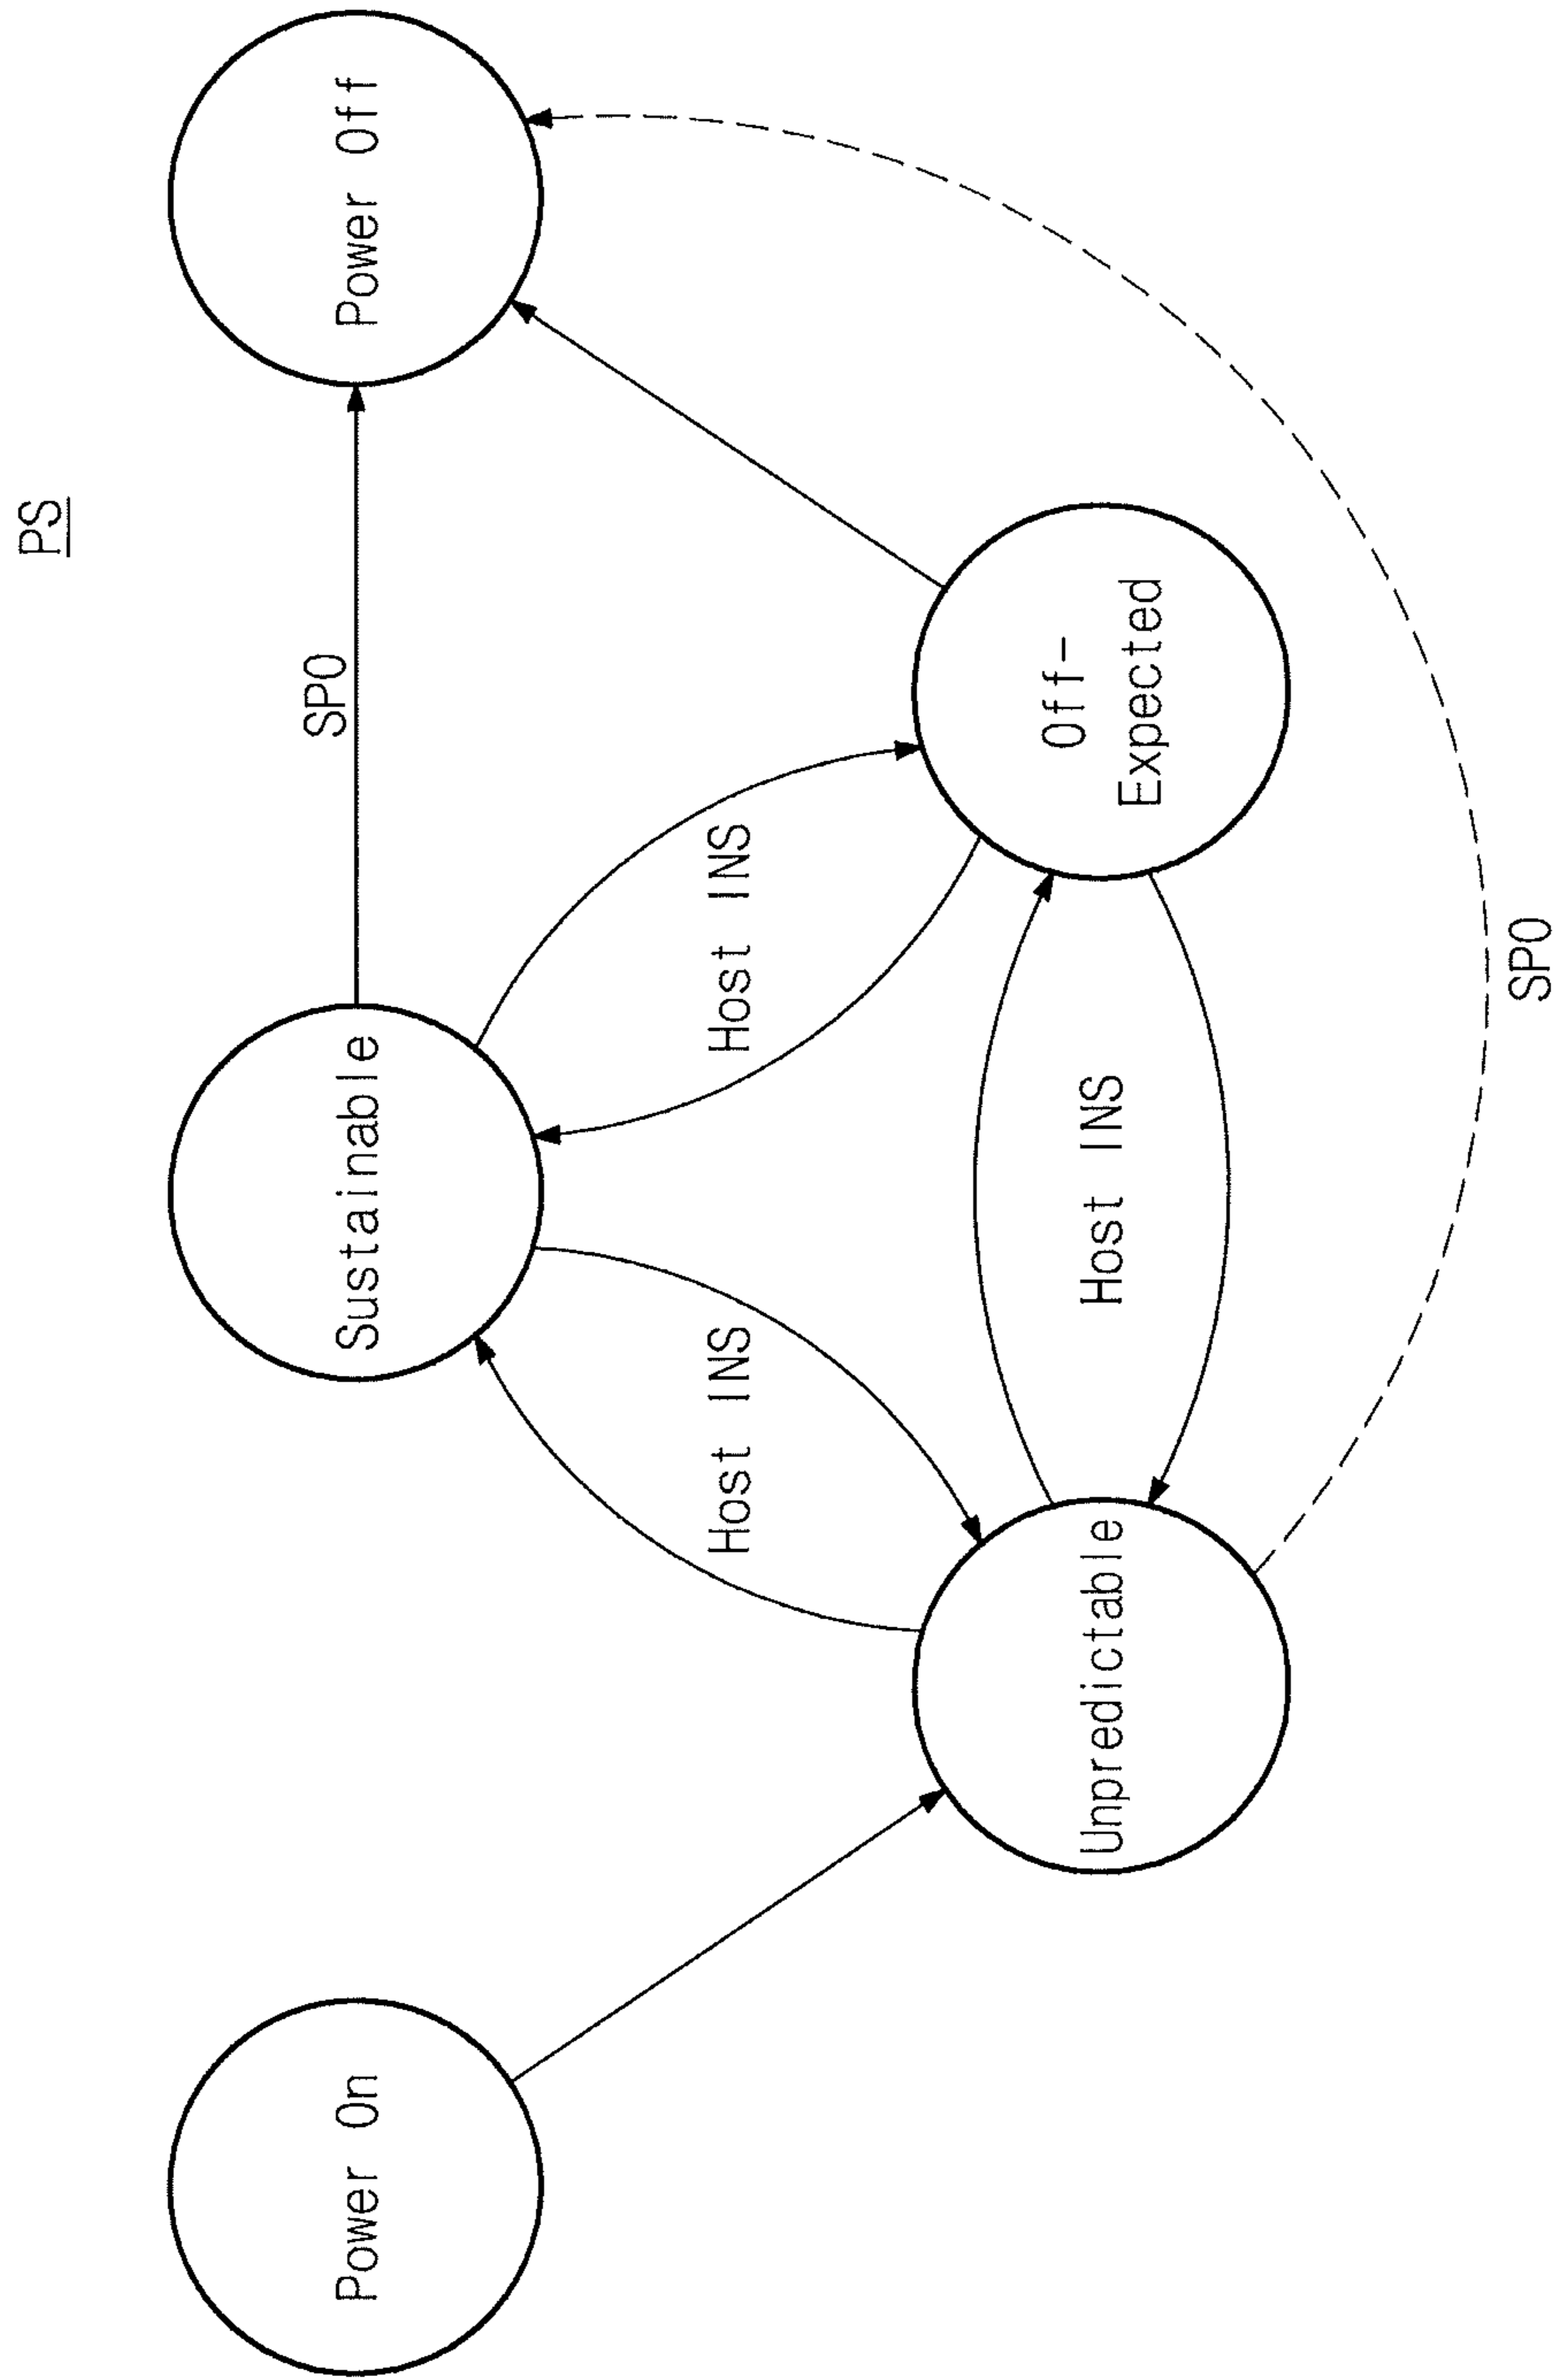 PS
Power On
Sustainable
SPO
Power Off
Host INS
Host INS
Unpredictable
Host INS
Off-
Expected
SPO